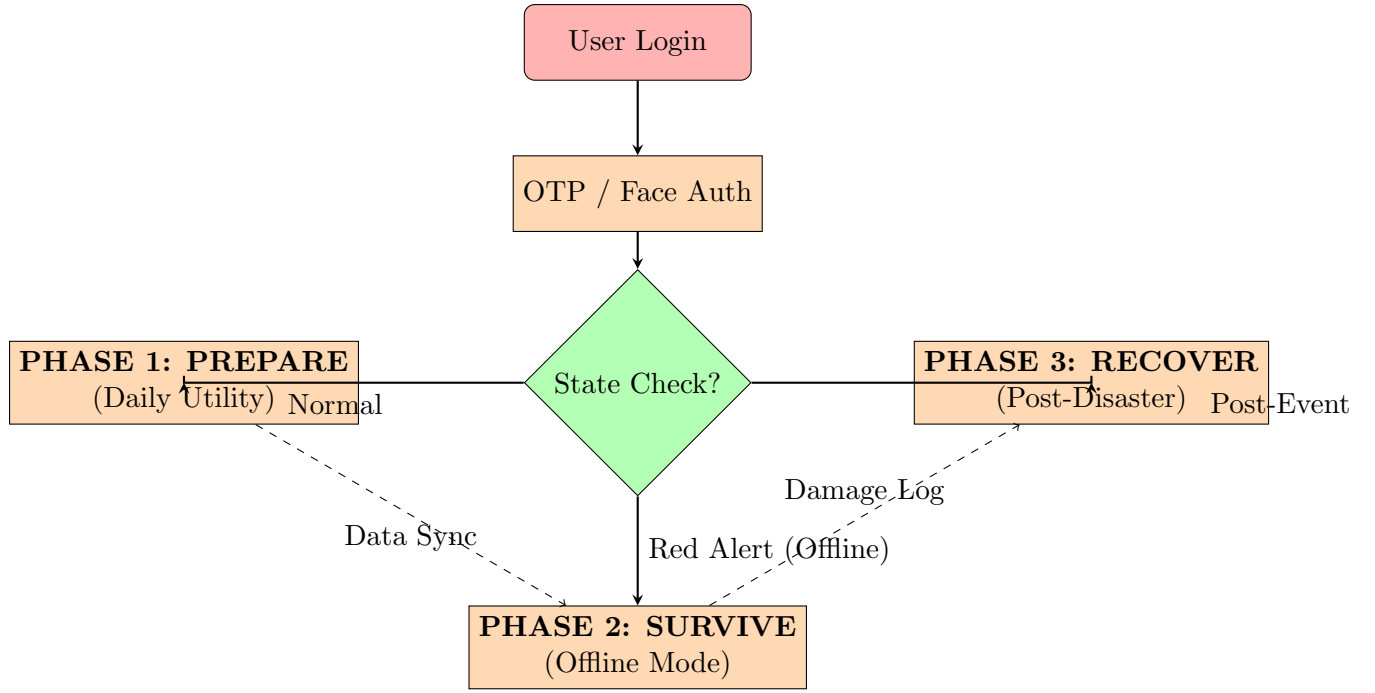 User Login
OTP / Face Auth
State Check?
PHASE 1: PREPARE
(Daily Utility)
Normal
PHASE 3: RECOVER
(Post-Disaster)
Post-Event
Damage Log
Data Sync
Red Alert (Offline)
PHASE 2: SURVIVE
(Offline Mode)